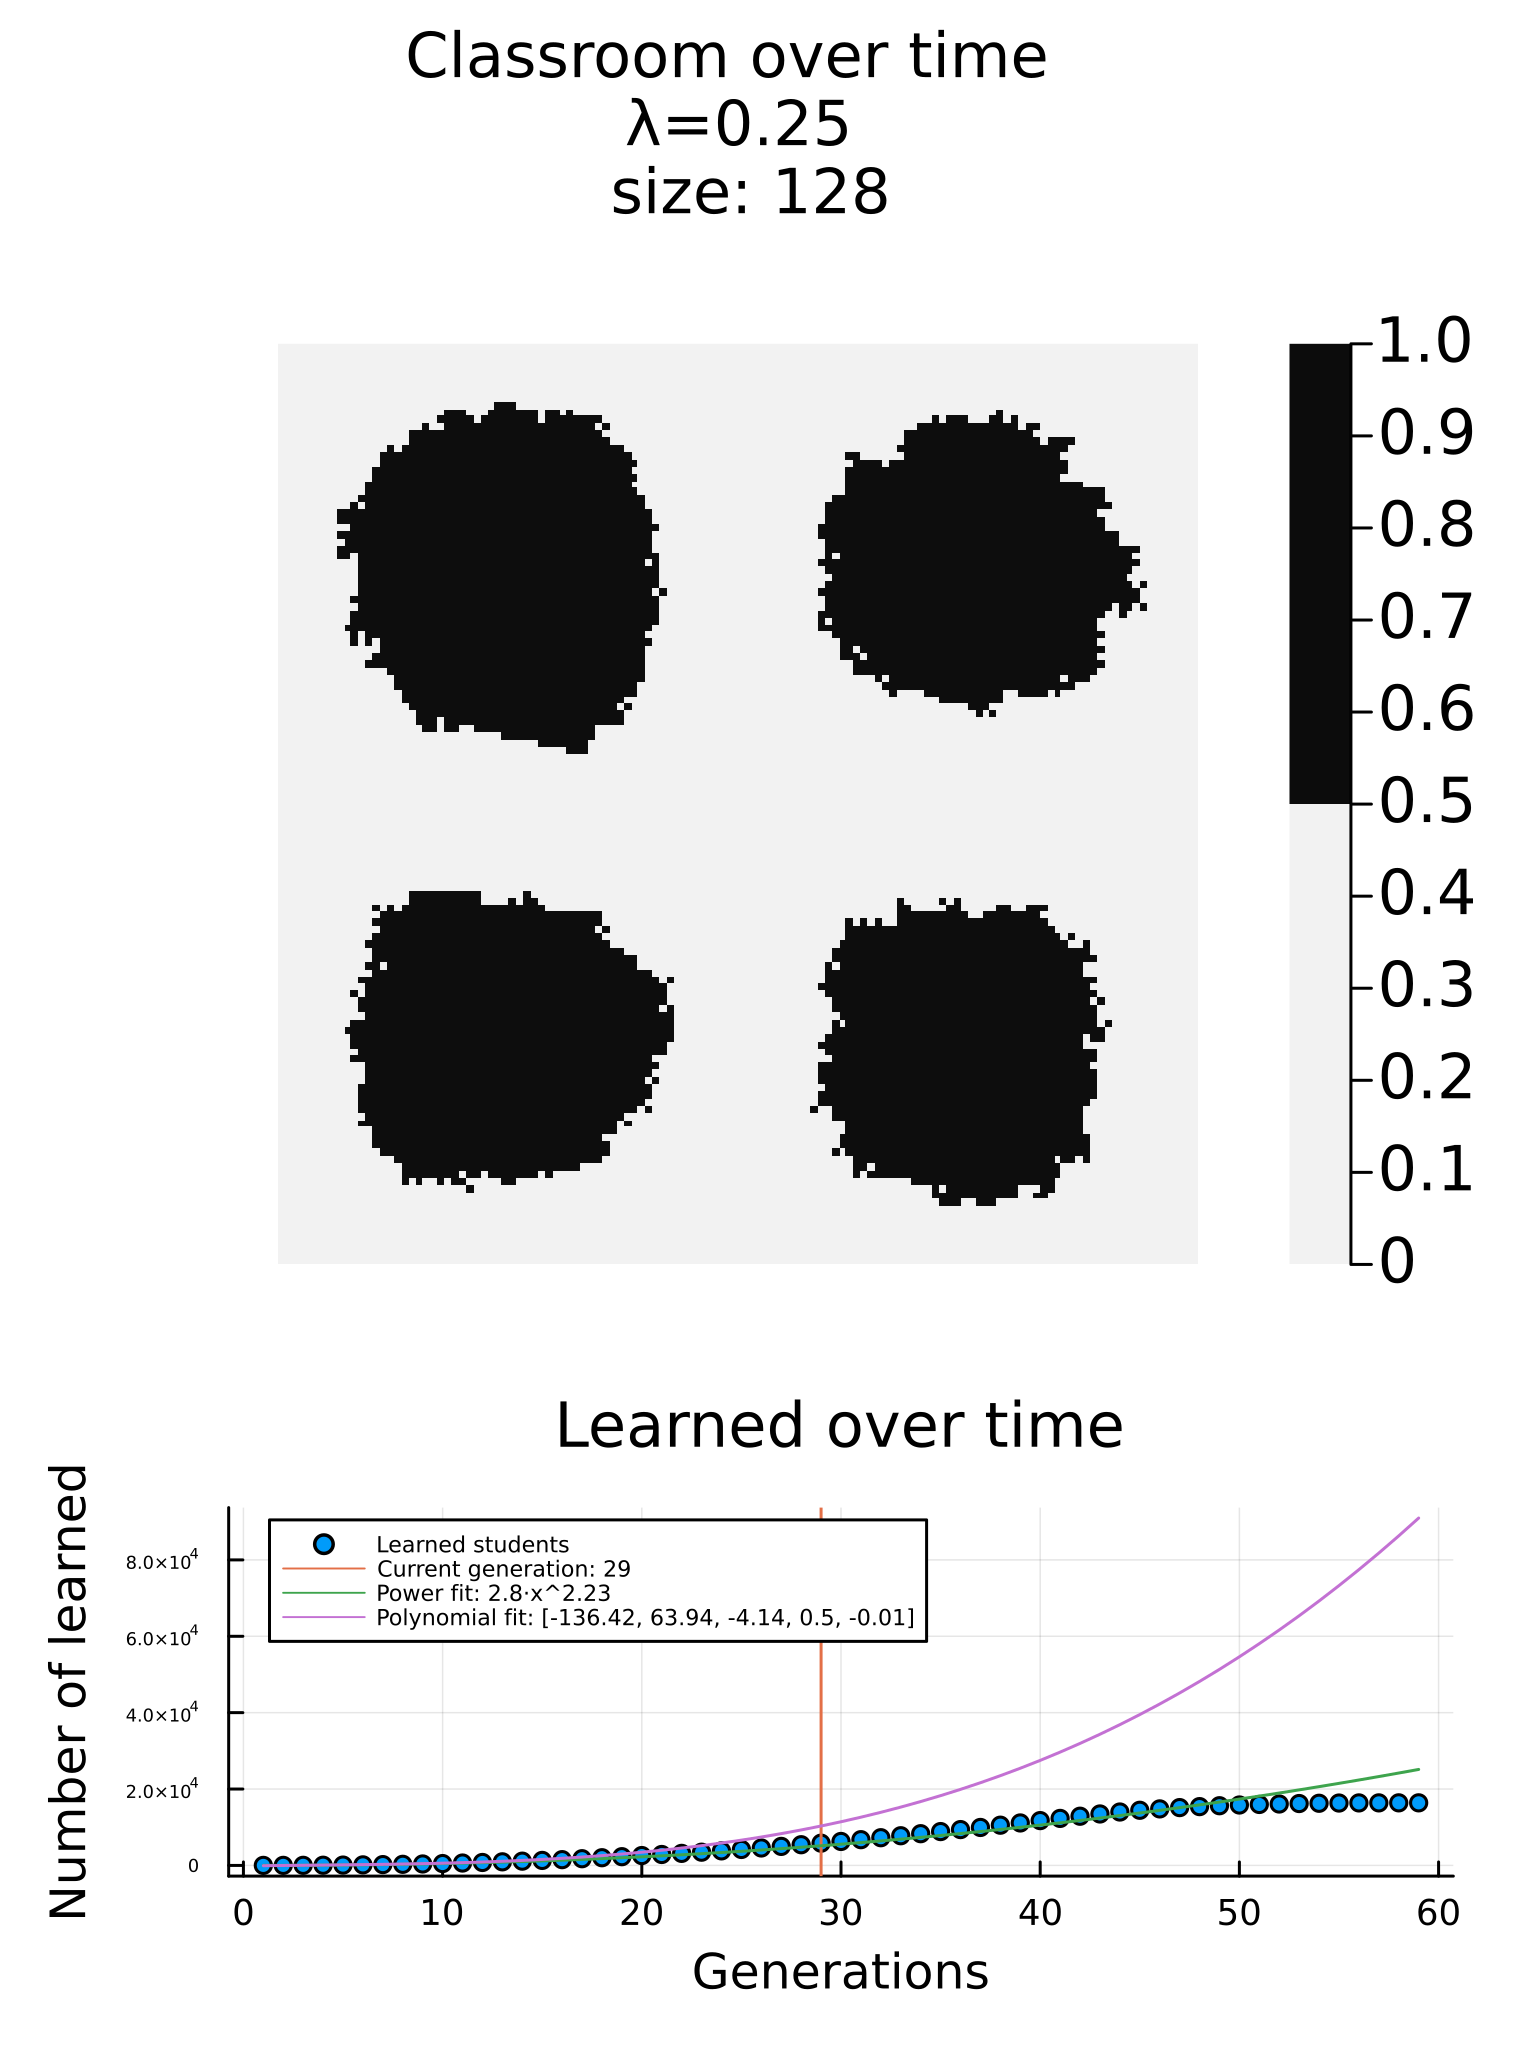 Classroom over time
λ=0.25
size: 128
1.0
0.9
0.8
0.7
0.6
0.5
0.4
0.3
0.2
0.1
0
Learned over time
Number of learned
8.0×10⁴
6.0×10⁴
4.0×10⁴
2.0×10⁴
0
Learned students
Current generation: 29
Power fit: 2.8·x^2.23
Polynomial fit: [-136.42, 63.94, -4.14, 0.5, -0.01]
0 10 20 30 40 50 60
Generations